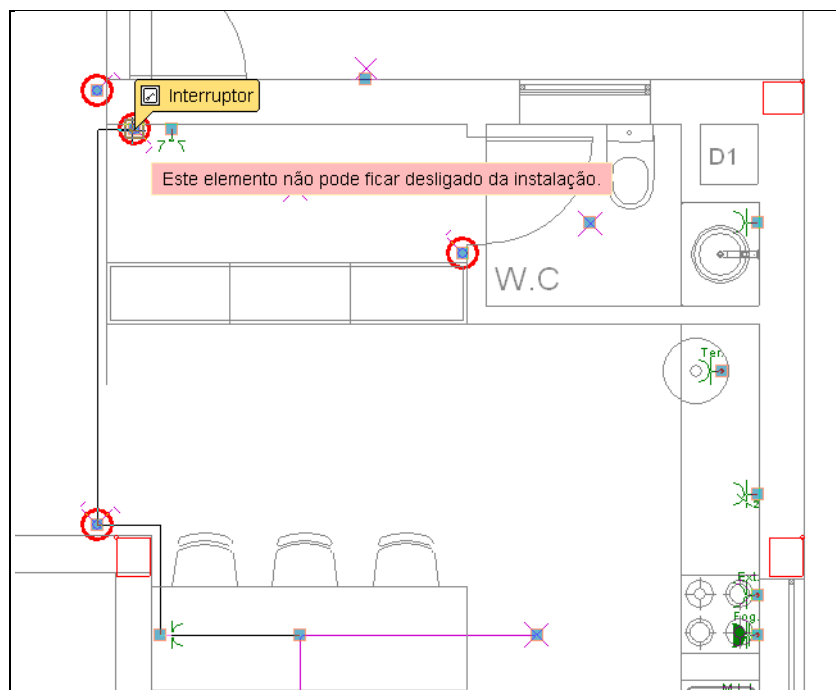 Interruptor
Este elemento não pode ficar desligado da instalação.
D1
W.C
Ter.
Ext.
Fog.